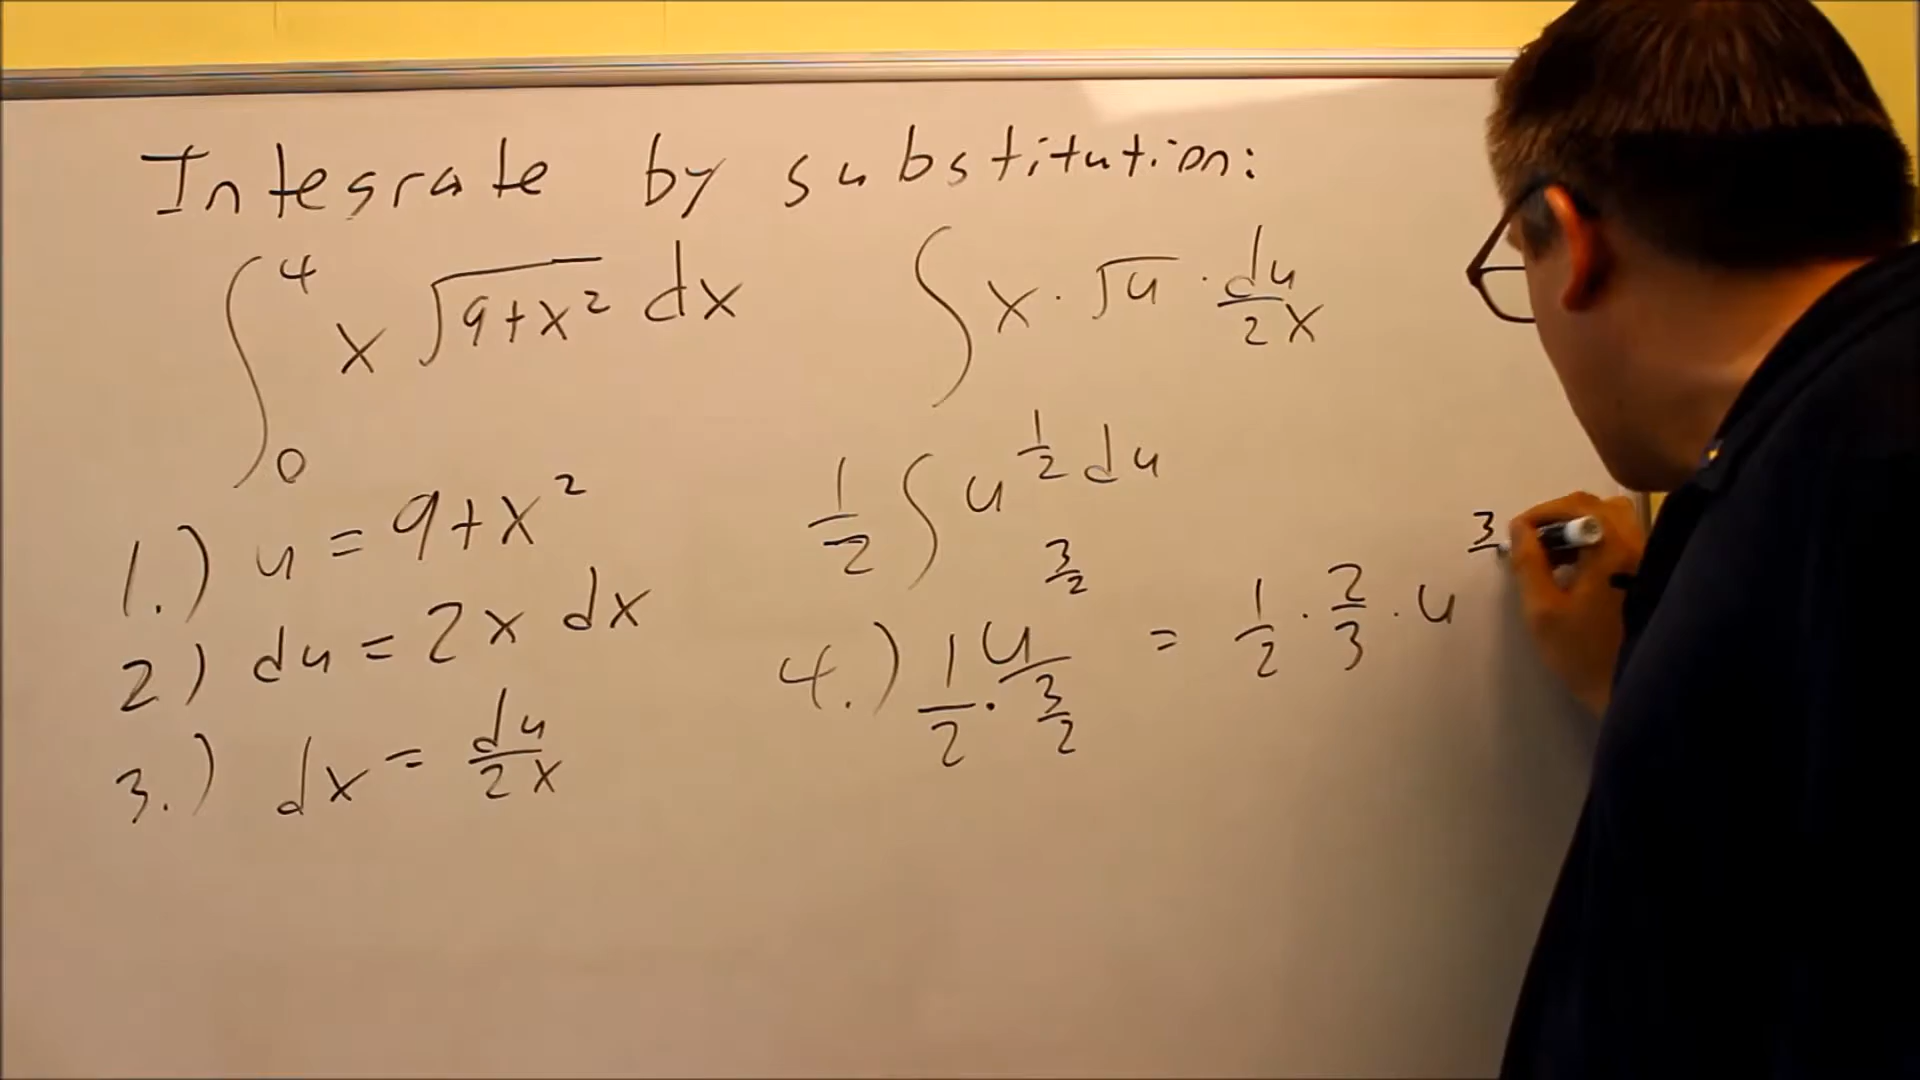 Integrate by substitution:
∫₀⁴ x √(9+x²) dx
1.) u = 9+x²
2) du = 2x dx
3.) dx = du/2x
∫ x · √u · du/2x
1/2 ∫ u^(1/2) du
4.) 1/2 · u^(3/2)/(3/2) = 1/2 · 2/3 · u^3